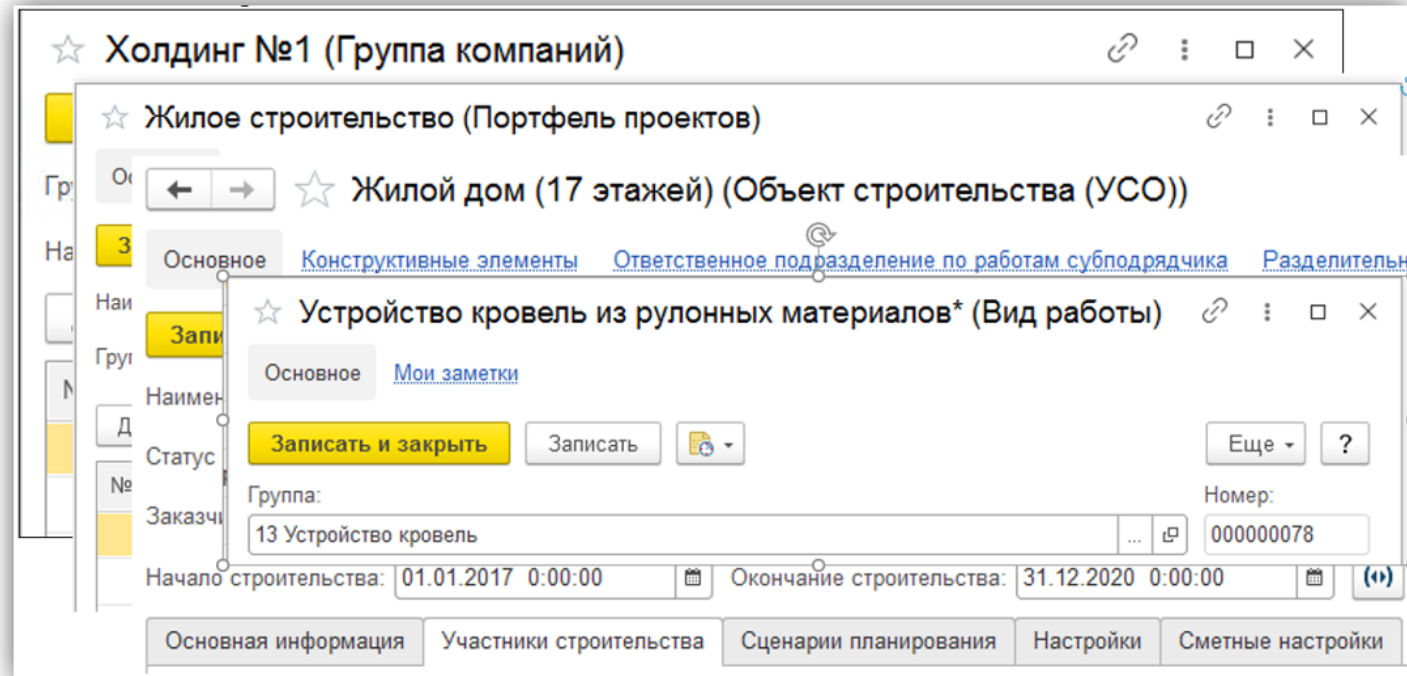 Холдинг №1 (Группа компаний)
Жилое строительство (Портфель проектов)
Жилой дом (17 этажей) (Объект строительства (УСО))
Основное Конструктивные элементы Ответственное подразделение по работам субподрядчика
Устройство кровель из рулонных материалов* (Вид работы)
Основное Мои заметки
Записать и закрыть Записать Еще ?
Статус
Группа: Номер:
13 Устройство кровель ... 000000078
Начало строительства: 01.01.2017 0:00:00 Окончание строительства: 31.12.2020 0:00:00
Основная информация Участники строительства Сценарии планирования Настройки Сметные настройки